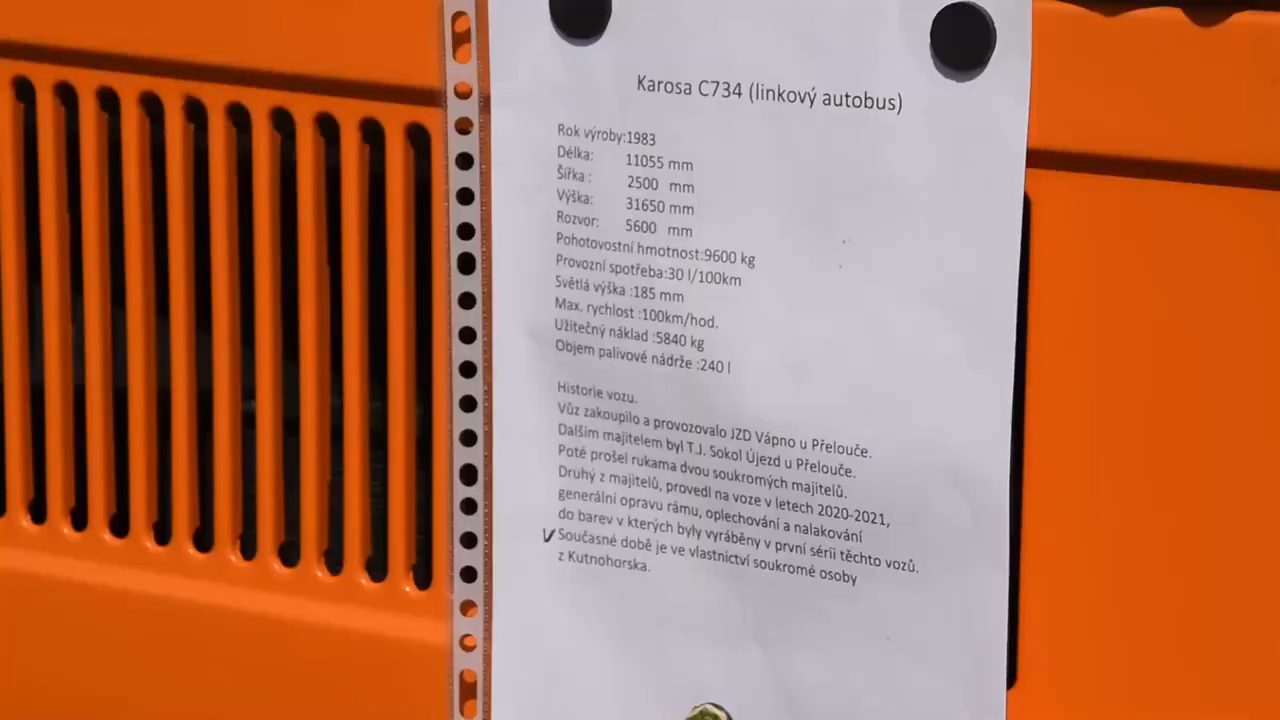 Karosa C734 (linkový autobus)
Rok výroby:1983
Délka: 11055 mm
Šířka : 2500 mm
Výška: 31650 mm
Rozvor: 5600 mm
Pohotovostní hmotnost:9600 kg
Provozní spotřeba:30 l/100km
Světlá výška :185 mm
Max. rychlost :100km/hod.
Užitečný náklad :5840 kg
Objem palivové nádrže :240 l
Historie vozu.
Vůz zakoupilo a provozovalo JZD Vápno u Přelouče.
Dalším majitelem byl T.J. Sokol Újezd u Přelouče.
Poté prošel rukama dvou soukromých majitelů.
Druhý z majitelů, provedl na voze v letech 2020-2021,
generální opravu rámu, oplechování a nalakování
do barev v kterých byly vyráběny v první sérii těchto vozů.
V Současné době je ve vlastnictví soukromé osoby
z Kutnohorska.